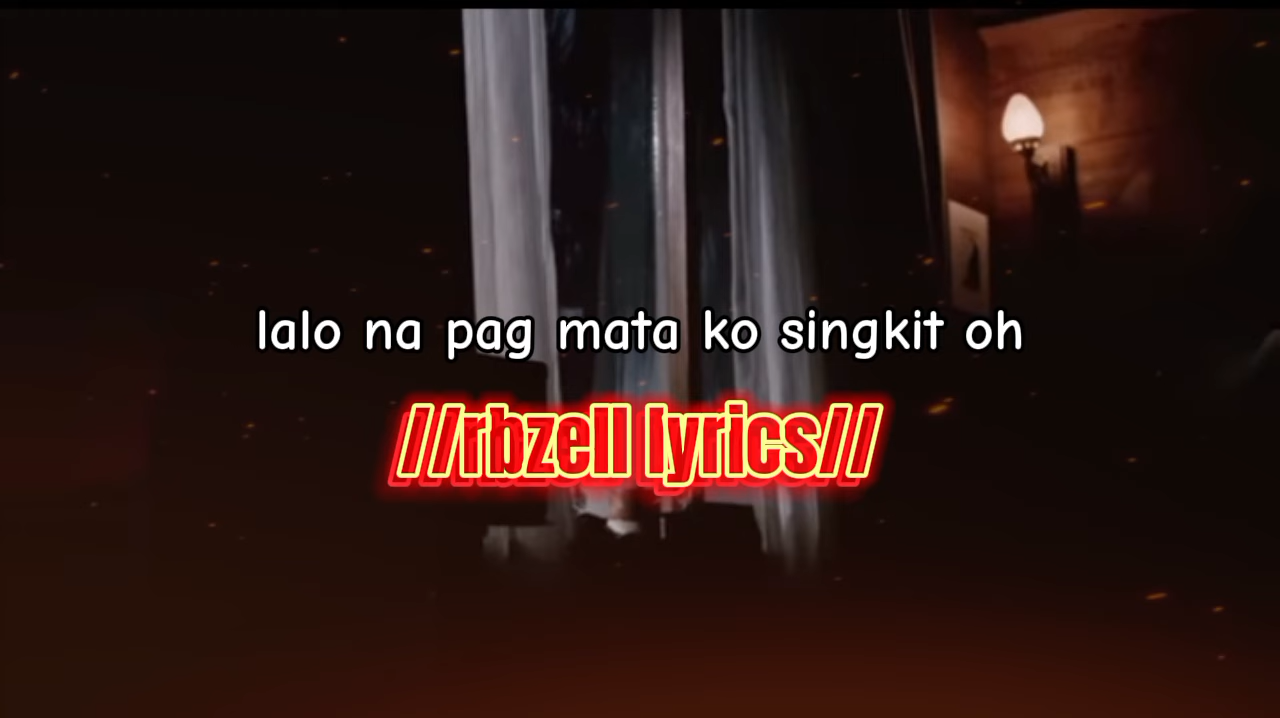 lalo na pag mata ko singkit oh
//rbzell lyrics//